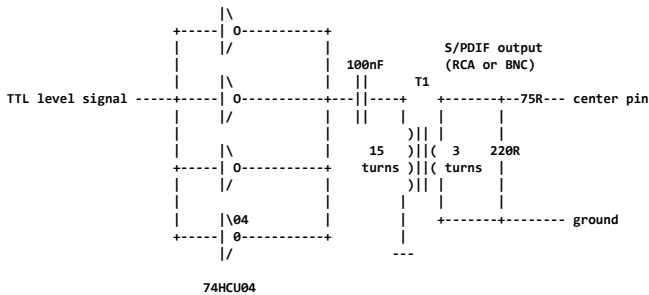 S/PDIF output
100nF (RCA or BNC)
T1
TTL level signal 75R center pin
15 3 220R
turns turns
04
ground
74HCU04